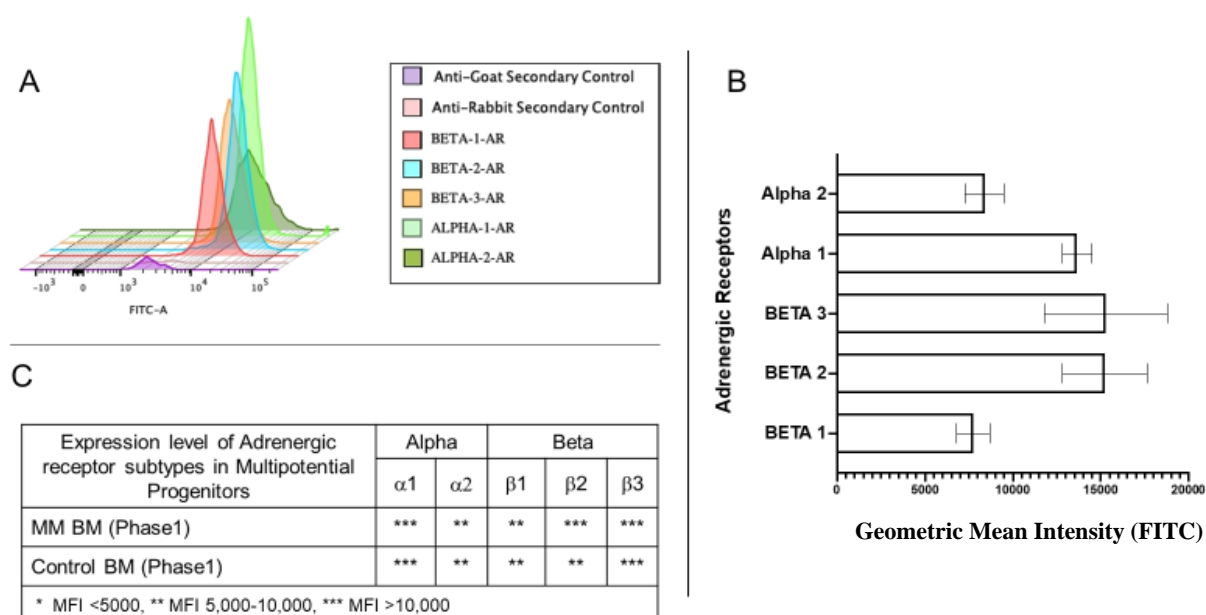 A
Anti-Goat Secondary Control
Anti-Rabbit Secondary Control
BETA-1-AR
BETA-2-AR
BETA-3-AR
ALPHA-1-AR
ALPHA-2-AR
-10³ 0 10³ 10⁴ 10⁵
FITC-A
B
Adrenergic Receptors
Alpha 2
Alpha 1
BETA 3
BETA 2
BETA 1
0 5000 10000 15000 20000
Geometric Mean Intensity (FITC)
C
Expression level of Adrenergic receptor subtypes in Multipotential Progenitors
Alpha Beta
α1 α2 β1 β2 β3
MM BM (Phase1) *** ** ** *** ***
Control BM (Phase1) *** ** ** ** ***
* MFI <5000, ** MFI 5,000-10,000, *** MFI >10,000